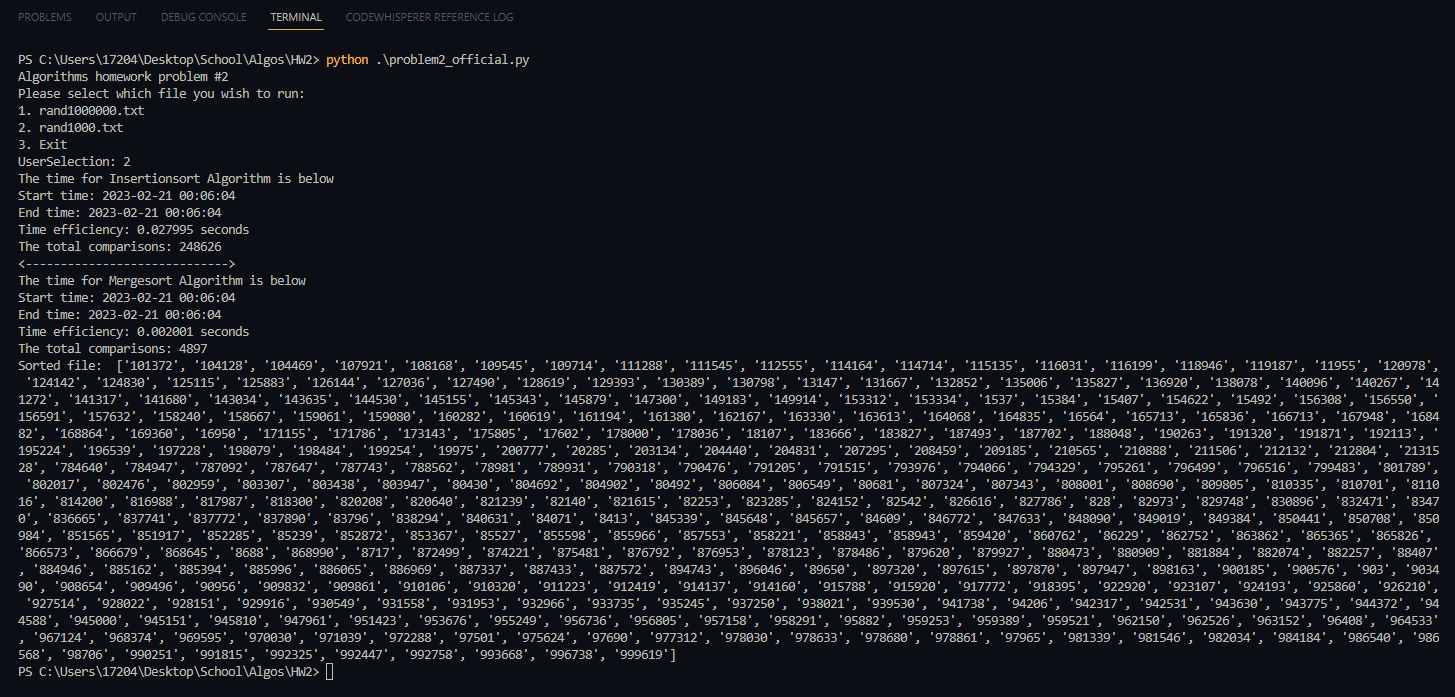 PROBLEMS OUTPUT DEBUG CONSOLE TERMINAL CODEWHISPERER REFERENCE LOG
PS C:\Users\17204\Desktop\School\Algos\HW2> python .\problem2_official.py
Algorithms homework problem #2
Please select which file you wish to run:
1. rand1000000.txt
2. rand1000.txt
3. Exit
UserSelection: 2
The time for Insertionsort Algorithm is below
Start time: 2023-02-21 00:06:04
End time: 2023-02-21 00:06:04
Time efficiency: 0.027995 seconds
The total comparisons: 248626
<----------------------------->
The time for Mergesort Algorithm is below
Start time: 2023-02-21 00:06:04
End time: 2023-02-21 00:06:04
Time efficiency: 0.002001 seconds
The total comparisons: 4897
Sorted file:  ['101372', '104128', '104469', '107921', '108168', '109545', '109714', '111288', '111545', '112555', '114164', '114714', '115135', '116031', '116199', '118946', '119187', '11955', '120978',
'124142', '124830', '125115', '125883', '126144', '127036', '127490', '128619', '129393', '130389', '130798', '13147', '131667', '132852', '135006', '135827', '136920', '138078', '140096', '140267', '14
1272', '141317', '141680', '143034', '143635', '144530', '145155', '145343', '145879', '147300', '149183', '149914', '153312', '153334', '1537', '15384', '15407', '154622', '15492', '156308', '156550', '
156591', '157632', '158240', '158667', '159061', '159080', '160282', '160619', '161194', '161380', '162167', '163330', '163613', '164068', '164835', '16564', '165713', '165836', '166713', '167948', '1684
82', '168864', '169360', '16950', '171155', '171786', '173143', '175805', '17602', '178000', '178036', '18107', '183666', '183827', '187493', '187702', '188048', '190263', '191320', '191871', '192113', '
195224', '196539', '197228', '198079', '198484', '199254', '19975', '200777', '20285', '203134', '204440', '204831', '207295', '208459', '209185', '210565', '210888', '211506', '212132', '212804', '21315
28', '784640', '784947', '787092', '787647', '787743', '788562', '78981', '789931', '790318', '790476', '791205', '791515', '793976', '794066', '794329', '795261', '796499', '796516', '799483', '801789',
'802017', '802476', '802959', '803307', '803438', '803947', '80430', '804692', '804902', '80492', '806084', '806549', '80681', '807324', '807343', '808001', '808690', '809805', '810335', '810701', '8110
16', '814200', '816988', '817987', '818300', '820208', '820640', '821239', '82140', '821615', '82253', '823285', '824152', '82542', '826616', '827786', '828', '82973', '829748', '830896', '832471', '8347
0', '836665', '837741', '837772', '837890', '83796', '838294', '840631', '84071', '8413', '845339', '845648', '845657', '84609', '846772', '847633', '848090', '849019', '849384', '850441', '850708', '850
984', '851565', '851917', '852285', '85239', '852872', '853367', '85527', '855598', '855966', '857553', '858221', '858843', '858943', '859420', '860762', '86229', '862752', '863862', '865365', '865826',
'866573', '866679', '868645', '8688', '868990', '8717', '872499', '874221', '875481', '876792', '876953', '878123', '878486', '879620', '879927', '880473', '880909', '881884', '882074', '882257', '88407'
, '884946', '885162', '885394', '885996', '886065', '886969', '887337', '887433', '887572', '894743', '896046', '89650', '897320', '897615', '897870', '897947', '898163', '900185', '900576', '903', '9034
90', '908654', '909496', '90956', '909832', '909861', '910106', '910320', '911223', '912419', '914137', '914160', '915788', '915920', '917772', '918395', '922920', '923107', '924193', '925860', '926210',
'927514', '928022', '928151', '929916', '930549', '931558', '931953', '932966', '933735', '935245', '937250', '938021', '939530', '941738', '94206', '942317', '942531', '943630', '943775', '944372', '94
4588', '945000', '945151', '945810', '947961', '951423', '953676', '955249', '956736', '956805', '957158', '958291', '95882', '959253', '959389', '959521', '962150', '962526', '963152', '96408', '964533'
, '967124', '968374', '969595', '970030', '971039', '972288', '97501', '975624', '97690', '977312', '978030', '978633', '978680', '978861', '97965', '981339', '981546', '982034', '984184', '986540', '986
568', '98706', '990251', '991815', '992325', '992447', '992758', '993668', '996738', '999619']
PS C:\Users\17204\Desktop\School\Algos\HW2>